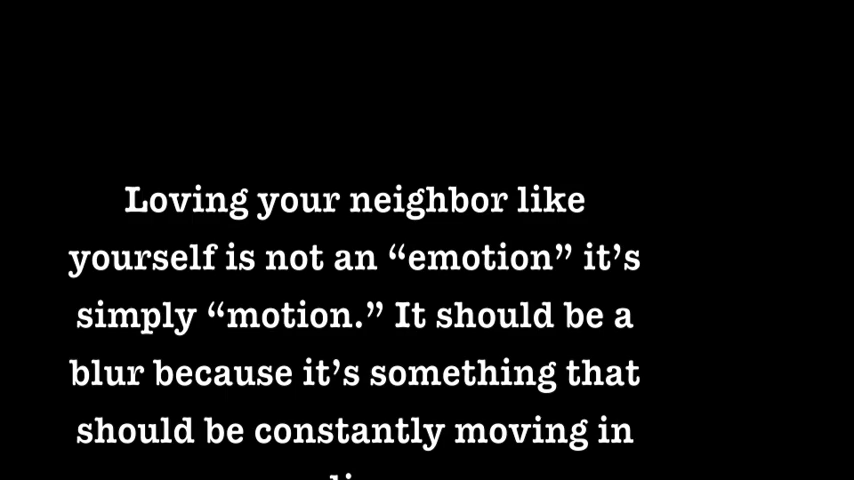 Loving your neighbor like
yourself is not an “emotion” it’s
simply “motion.” It should be a
blur because it’s something that
should be constantly moving in